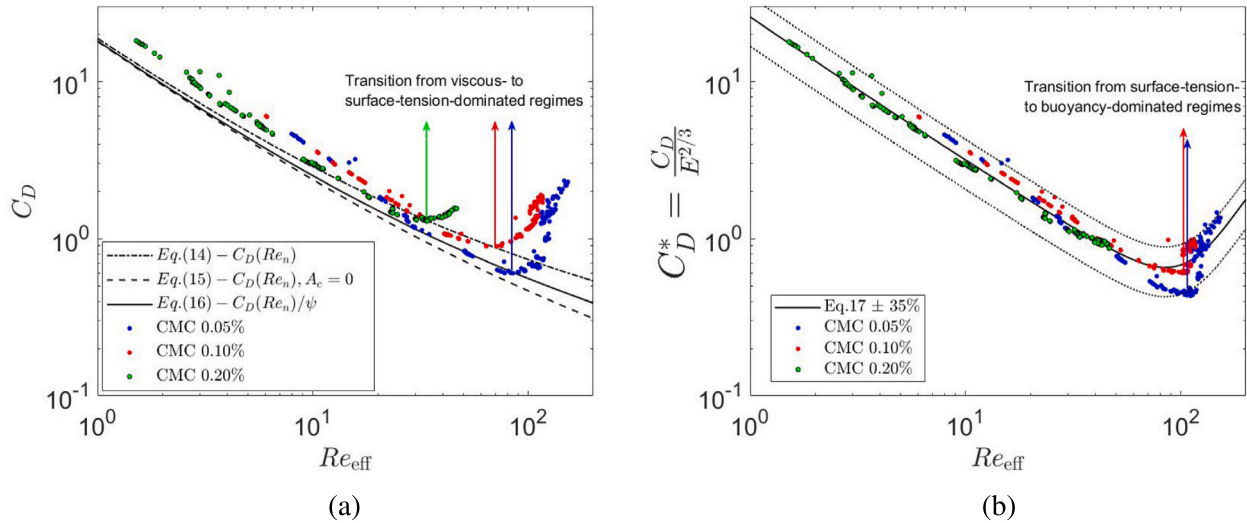 10^1
10^0
10^-1
C_D
Transition from viscous- to
surface-tension-dominated regimes
Eq.(14) − C_D(Re_n)
Eq.(15) − C_D(Re_n), A_c = 0
Eq.(16) − C_D(Re_n)/ψ
CMC 0.05%
CMC 0.10%
CMC 0.20%
10^0
10^1
10^2
Re_eff
(a)
10^1
10^0
10^-1
C_D^* = C_D/E^{2/3}
Transition from surface-tension-
to buoyancy-dominated regimes
Eq.17 ± 35%
CMC 0.05%
CMC 0.10%
CMC 0.20%
10^0
10^1
10^2
Re_eff
(b)